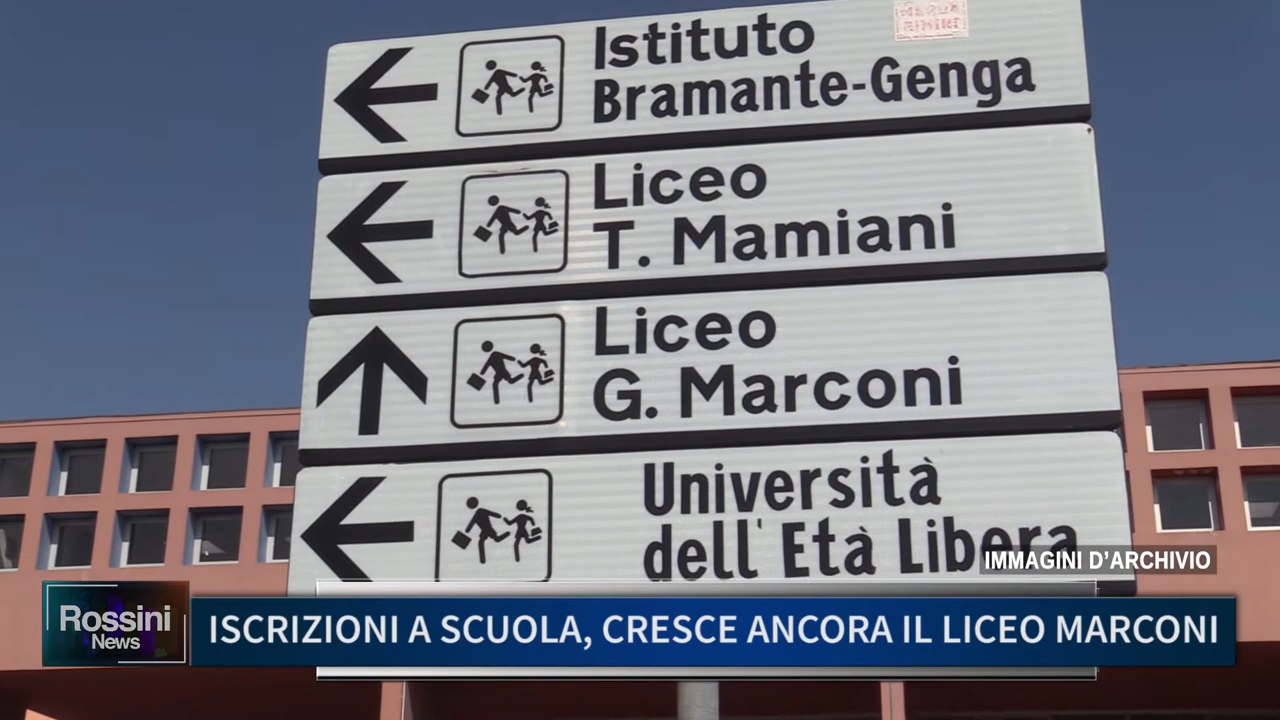 Istituto
Bramante-Genga
Liceo
T. Mamiani
Liceo
G. Marconi
Università
dell'Età Libera
IMMAGINI D'ARCHIVIO
Rossini
News
ISCRIZIONI A SCUOLA, CRESCE ANCORA IL LICEO MARCONI